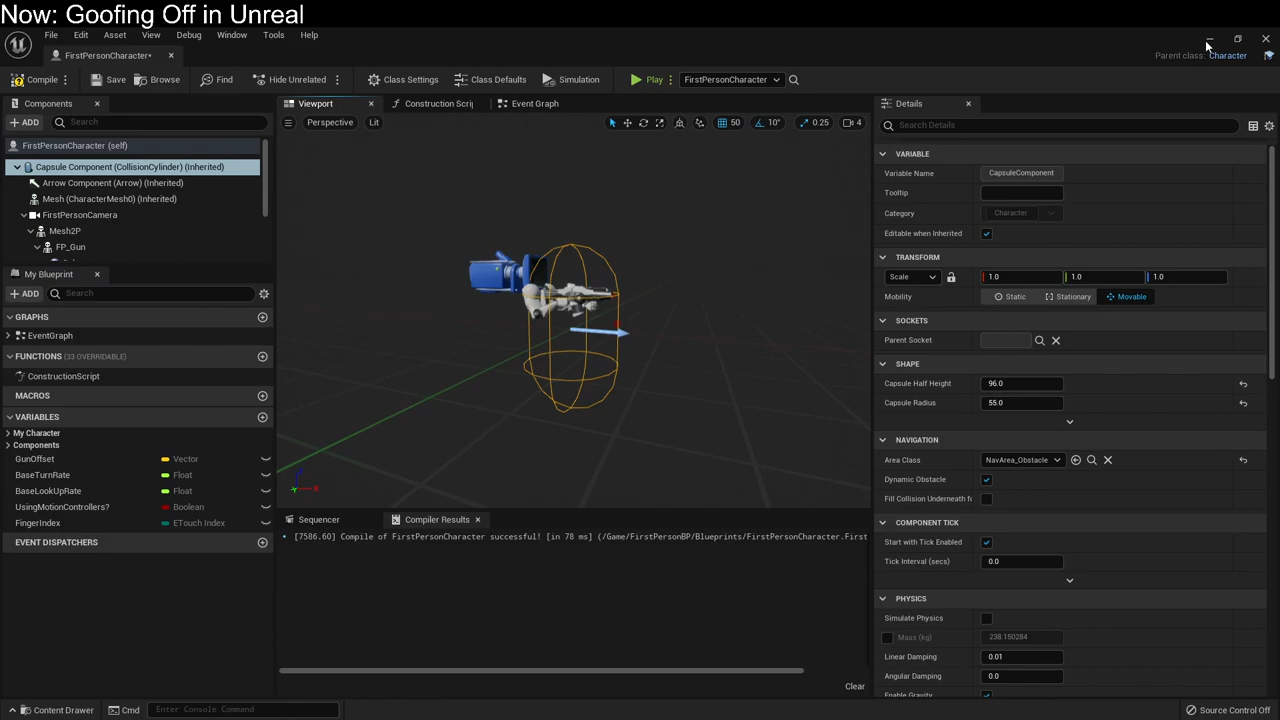 Now: Goofing Off in Unreal
File Edit Asset View Debug Window Tools Help
FirstPersonCharacter*
Parent class: Character
Compile Save Browse Find Hide Unrelated Class Settings Class Defaults Simulation Play FirstPersonCharacter
Components
ADD Search
FirstPersonCharacter (self)
Capsule Component (CollisionCylinder) (Inherited)
Arrow Component (Arrow) (Inherited)
Mesh (CharacterMesh0) (Inherited)
FirstPersonCamera
Mesh2P
FP_Gun
My Blueprint
ADD Search
GRAPHS
EventGraph
FUNCTIONS (33 OVERRIDABLE)
ConstructionScript
MACROS
VARIABLES
My Character
Components
GunOffset Vector
BaseTurnRate Float
BaseLookUpRate Float
UsingMotionControllers? Boolean
FingerIndex ETouch Index
EVENT DISPATCHERS
Viewport Construction Scrip Event Graph
Perspective Lit 50 10° 0.25 4
Sequencer Compiler Results
[7586.60] Compile of FirstPersonCharacter successful! [in 78 ms] (/Game/FirstPersonBP/Blueprints/FirstPersonCharacter.First
Clear
Details
Search Details
VARIABLE
Variable Name CapsuleComponent
Tooltip
Category Character
Editable when Inherited
TRANSFORM
Scale 1.0 1.0 1.0
Mobility Static Stationary Movable
SOCKETS
Parent Socket
SHAPE
Capsule Half Height 96.0
Capsule Radius 55.0
NAVIGATION
Area Class NavArea_Obstacle
Dynamic Obstacle
Fill Collision Underneath fo
COMPONENT TICK
Start with Tick Enabled
Tick Interval (secs) 0.0
PHYSICS
Simulate Physics
Mass (kg) 238.150284
Linear Damping 0.01
Angular Damping 0.0
Enable Gravity
Content Drawer Cmd Enter Console Command Source Control Off